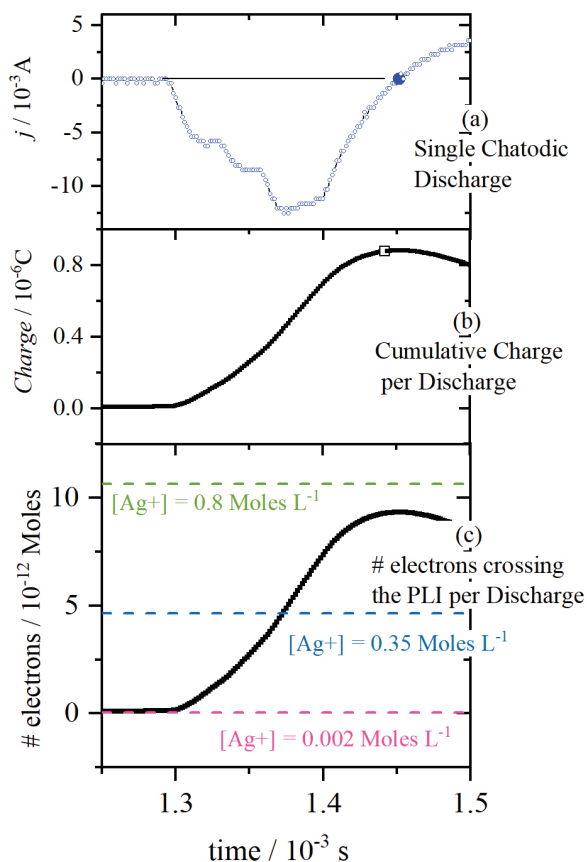 5
0
-5
-10
j / 10-3A
(a)
Single Chatodic
Discharge
0.8
0.4
0.0
Charge / 10-6C
(b)
Cumulative Charge
per Discharge
10
5
0
# electrons / 10-12 Moles
[Ag+] = 0.8 Moles L-1
(c)
# electrons crossing
the PLI per Discharge
[Ag+] = 0.35 Moles L-1
[Ag+] = 0.002 Moles L-1
1.3 1.4 1.5
time / 10-3 s